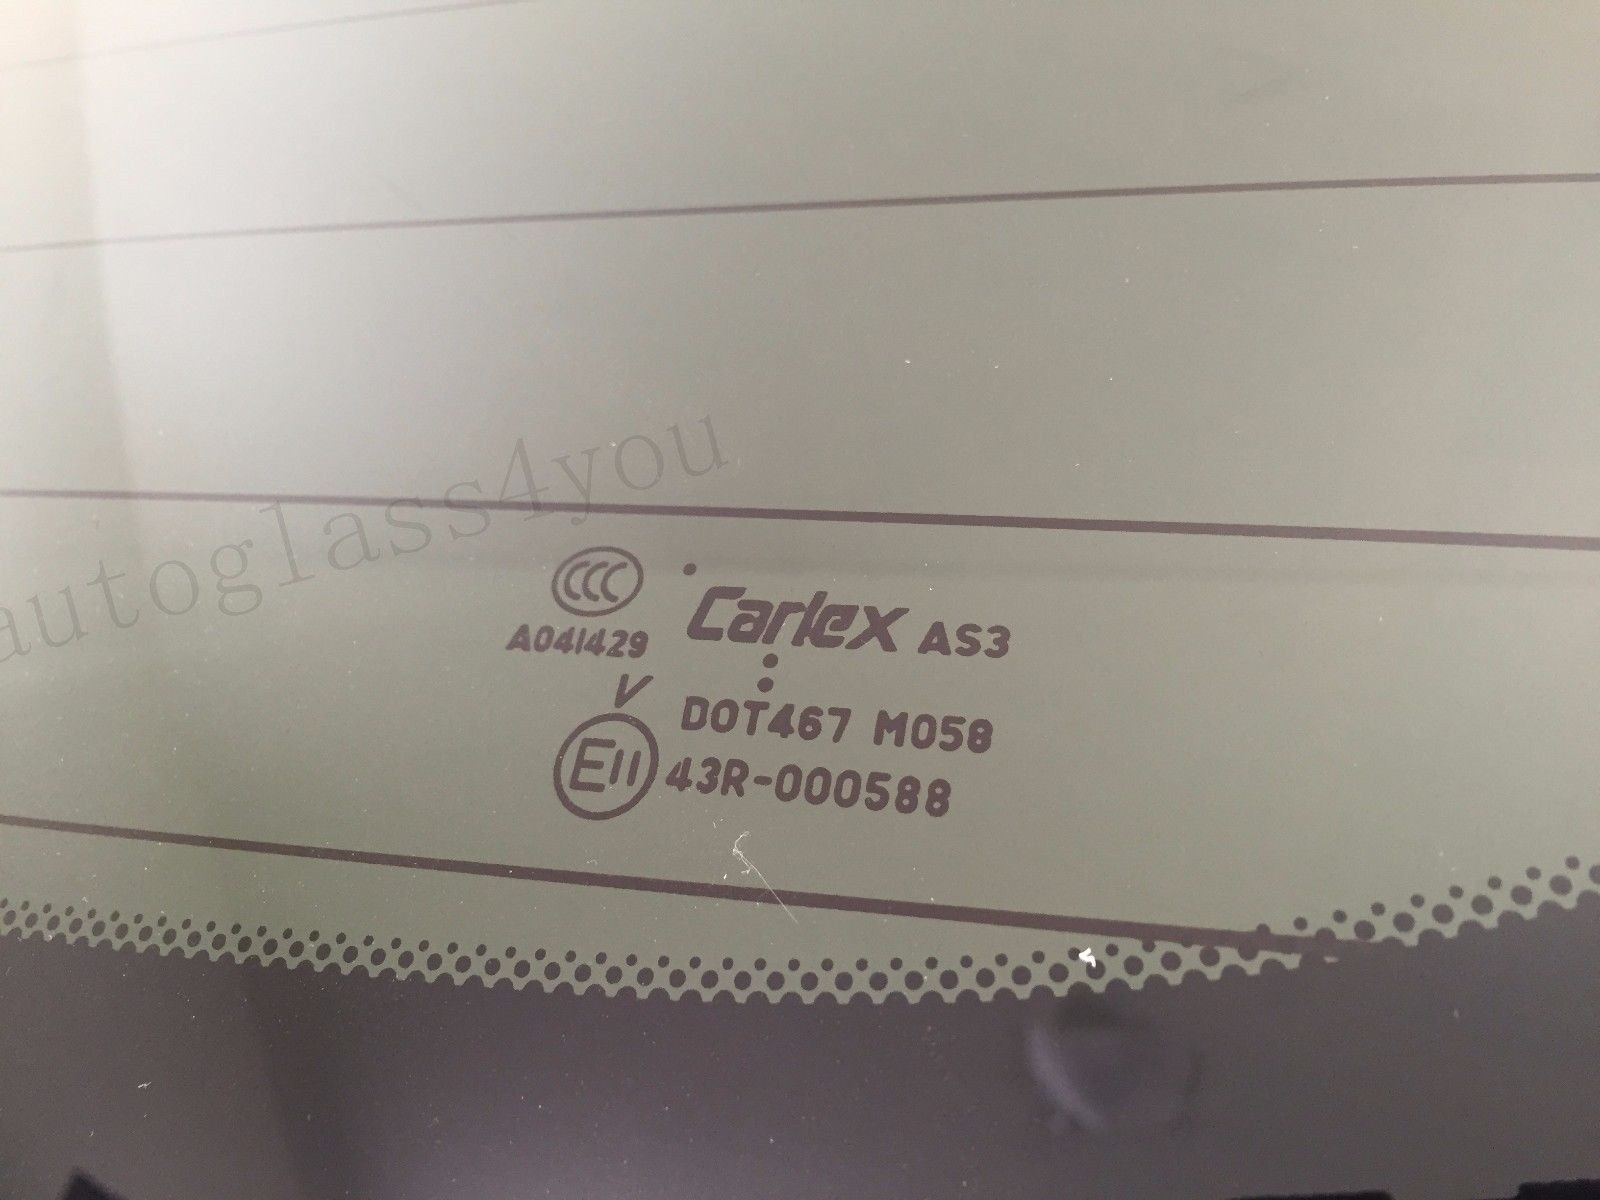 autoglass4you
CCC
A041429
Carlex AS3
V
DOT467 M058
E11 43R-000588